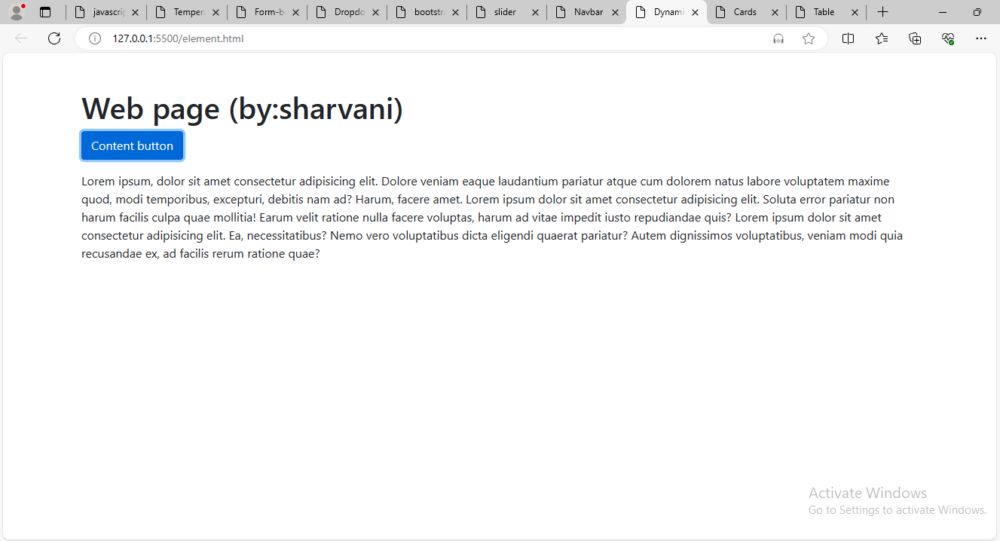 javascri
Tempera
Form-b
Dropdo
bootstra
slider
Navbar
Dynami
Cards
Table
127.0.0.1:5500/element.html
Web page (by:sharvani)
Content button
Lorem ipsum, dolor sit amet consectetur adipisicing elit. Dolore veniam eaque laudantium pariatur atque cum dolorem natus labore voluptatem maxime
quod, modi temporibus, excepturi, debitis nam ad? Harum, facere amet. Lorem ipsum dolor sit amet consectetur adipisicing elit. Soluta error pariatur non
harum facilis culpa quae mollitia! Earum velit ratione nulla facere voluptas, harum ad vitae impedit iusto repudiandae quis? Lorem ipsum dolor sit amet
consectetur adipisicing elit. Ea, necessitatibus? Nemo vero voluptatibus dicta eligendi quaerat pariatur? Autem dignissimos voluptatibus, veniam modi quia
recusandae ex, ad facilis rerum ratione quae?
Activate Windows
Go to Settings to activate Windows.